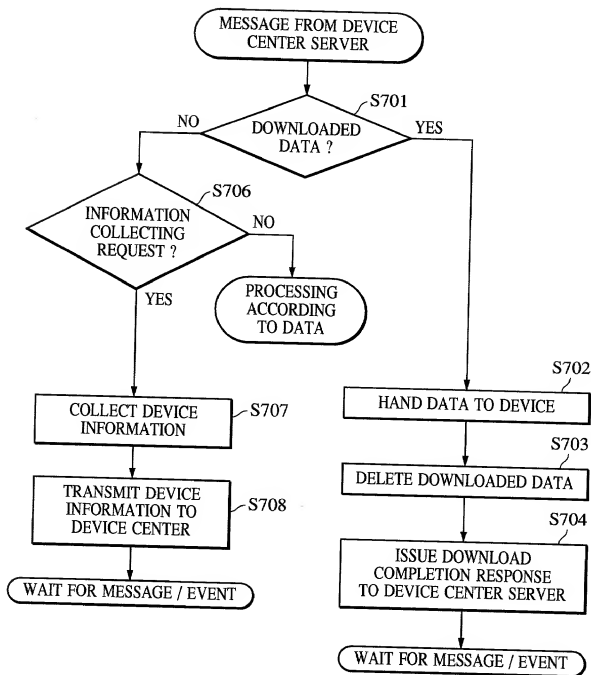 MESSAGE FROM DEVICE
CENTER SERVER
S701
NO
DOWNLOADED
DATA ?
YES
S706
INFORMATION
COLLECTING
REQUEST ?
NO
YES
PROCESSING
ACCORDING
TO DATA
S702
HAND DATA TO DEVICE
COLLECT DEVICE
INFORMATION
S707
S703
DELETE DOWNLOADED DATA
TRANSMIT DEVICE
INFORMATION TO
DEVICE CENTER
S708
S704
ISSUE DOWNLOAD
COMPLETION RESPONSE
TO DEVICE CENTER SERVER
WAIT FOR MESSAGE / EVENT
WAIT FOR MESSAGE / EVENT